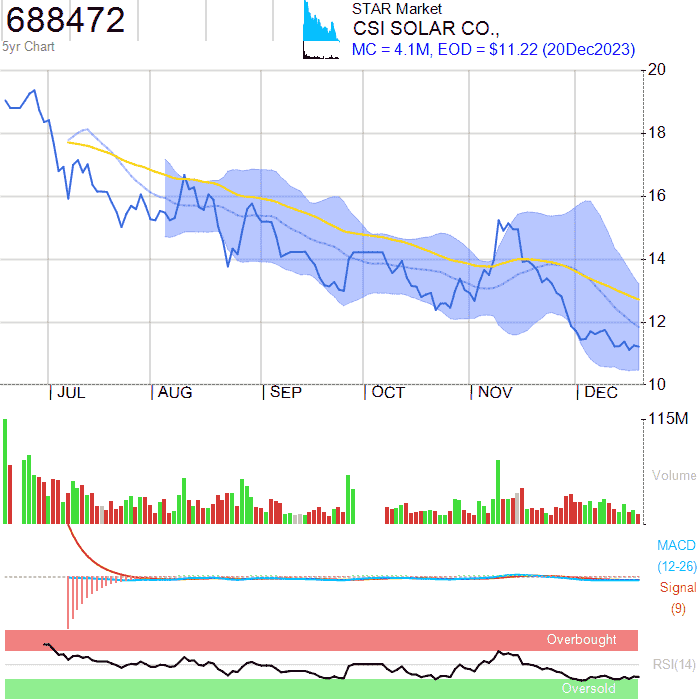 688472
5yr Chart
STAR Market
CSI SOLAR CO.,
MC = 4.1M, EOD = $11.22 (20Dec2023)
20
18
16
14
12
10
JUL AUG SEP OCT NOV DEC
115M
Volume
MACD
(12-26)
Signal
(9)
Overbought
RSI(14)
Oversold